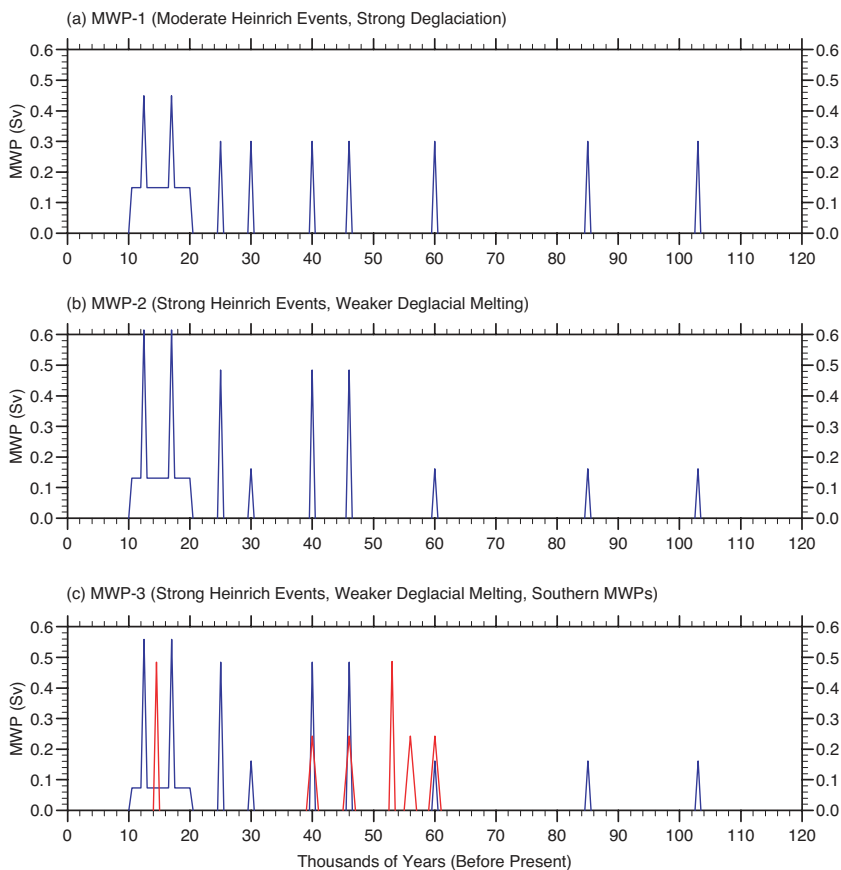 (a) MWP-1 (Moderate Heinrich Events, Strong Deglaciation)
0.6 0.6
0.5 0.5
0.4 0.4
0.3 0.3
0.2 0.2
0.1 0.1
0.0 0.0
MWP (Sv)
0 10 20 30 40 50 60 70 80 90 100 110 120
(b) MWP-2 (Strong Heinrich Events, Weaker Deglacial Melting)
0.6 0.6
0.5 0.5
0.4 0.4
0.3 0.3
0.2 0.2
0.1 0.1
0.0 0.0
MWP (Sv)
0 10 20 30 40 50 60 70 80 90 100 110 120
(c) MWP-3 (Strong Heinrich Events, Weaker Deglacial Melting, Southern MWPs)
0.6 0.6
0.5 0.5
0.4 0.4
0.3 0.3
0.2 0.2
0.1 0.1
0.0 0.0
MWP (Sv)
0 10 20 30 40 50 60 70 80 90 100 110 120
Thousands of Years (Before Present)